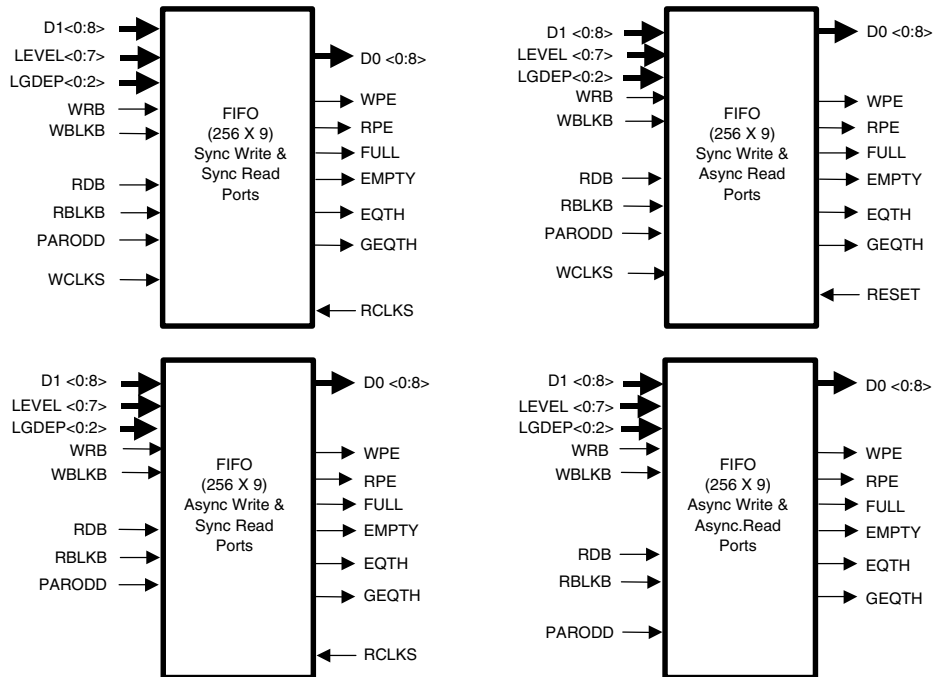 D1<0:8>
LEVEL<0:7>
LGDEP<0:2>
WRB
WBLKB
RDB
RBLKB
PARODD
WCLKS
FIFO
(256 X 9)
Sync Write &
Sync Read
Ports
D0 <0:8>
WPE
RPE
FULL
EMPTY
EQTH
GEQTH
RCLKS
D1 <0:8>
LEVEL <0:7>
LGDEP<0:2>
WRB
WBLKB
RDB
RBLKB
PARODD
WCLKS
FIFO
(256 X 9)
Sync Write &
Async Read
Ports
D0 <0:8>
WPE
RPE
FULL
EMPTY
EQTH
GEQTH
RESET
D1 <0:8>
LEVEL <0:7>
LGDEP<0:2>
WRB
WBLKB
RDB
RBLKB
PARODD
FIFO
(256 X 9)
Async Write &
Sync Read
Ports
D0 <0:8>
WPE
RPE
FULL
EMPTY
EQTH
GEQTH
RCLKS
D1 <0:8>
LEVEL <0:7>
LGDEP<0:2>
WRB
WBLKB
RDB
RBLKB
PARODD
FIFO
(256 X 9)
Async Write &
Async.Read
Ports
D0 <0:8>
WPE
RPE
FULL
EMPTY
EQTH
GEQTH